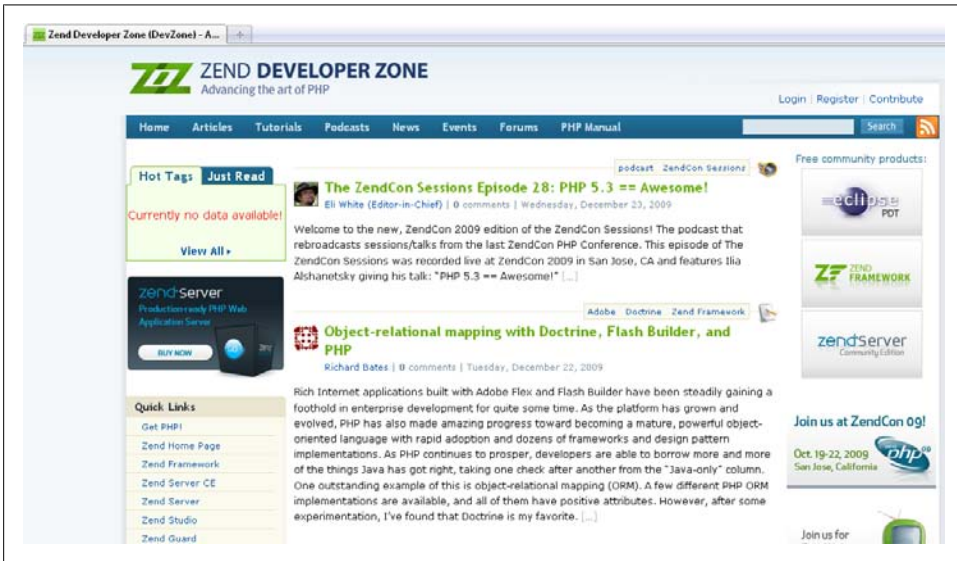 Zend Developer Zone (DevZone) - A...
ZEND DEVELOPER ZONE
Advancing the art of PHP
Login | Register | Contribute
Home Articles Tutorials Podcasts News Events Forums PHP Manual Search
Hot Tags Just Read
Currently no data available!
View All
zend Server
Production ready PHP Web
Application Server
BUY NOW
Quick Links
Get PHP!
Zend Home Page
Zend Framework
Zend Server CE
Zend Server
Zend Studio
Zend Guard
podcast ZendCon Sessions
The ZendCon Sessions Episode 28: PHP 5.3 == Awesome!
Eli White (Editor-in-Chief) | 0 comments | Wednesday, December 23, 2009
Welcome to the new, ZendCon 2009 edition of the ZendCon Sessions! The podcast that
rebroadcasts sessions/talks from the last ZendCon PHP Conference. This episode of The
ZendCon Sessions was recorded live at ZendCon 2009 in San Jose, CA and features Ilia
Alshanetsky giving his talk: "PHP 5.3 == Awesome!" [...]
Adobe Doctrine Zend Framework
Object-relational mapping with Doctrine, Flash Builder, and
PHP
Richard Bates | 0 comments | Tuesday, December 22, 2009
Rich Internet applications built with Adobe Flex and Flash Builder have been steadily gaining a
foothold in enterprise development for quite some time. As the platform has grown and
evolved, PHP has also made amazing progress toward becoming a mature, powerful object-
oriented language with rapid adoption and dozens of frameworks and design pattern
implementations. As PHP continues to prosper, developers are able to borrow more and more
of the things Java has got right, taking one check after another from the "Java-only" column.
One outstanding example of this is object-relational mapping (ORM). A few different PHP ORM
implementations are available, and all of them have positive attributes. However, after some
experimentation, I've found that Doctrine is my favorite. [...]
Free community products:
eclipse
PDT
ZF ZEND
FRAMEWORK
zend Server
Community Edition
Join us at ZendCon 09!
Oct. 19-22, 2009
San Jose, California
php
Join us for